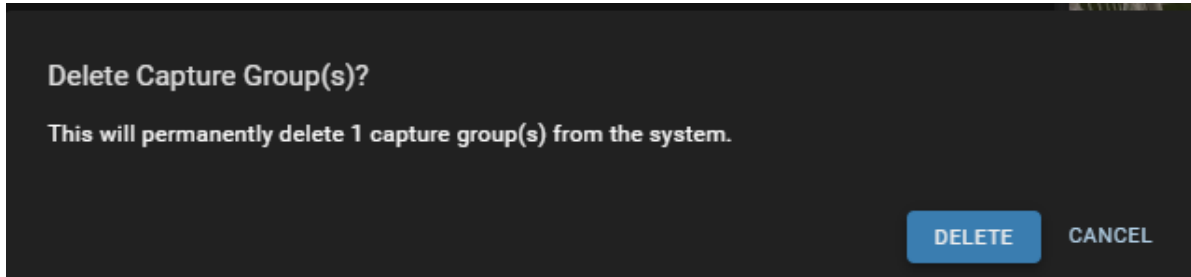 Delete Capture Group(s)?
This will permanently delete 1 capture group(s) from the system.
DELETE CANCEL